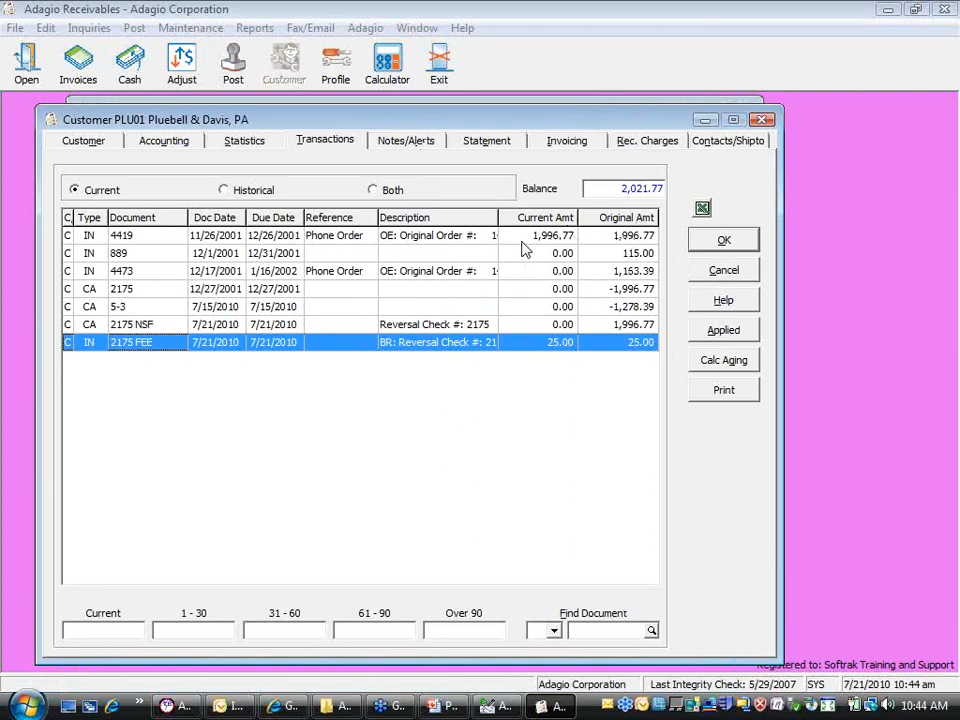 Adagio Receivables - Adagio Corporation
File Edit Inquiries Post Maintenance Reports Fax/Email Adagio Window Help
Open Invoices Cash Adjust Post Customer Profile Calculator Exit
Customer PLU01 Pluebell & Davis, PA
Customer Accounting Statistics Transactions Notes/Alerts Statement Invoicing Rec. Charges Contacts/Shipto
Current Historical Both Balance 2,021.77
C. Type Document Doc Date Due Date Reference Description Current Amt Original Amt
C IN 4419 11/26/2001 12/26/2001 Phone Order OE: Original Order #: 1 1,996.77 1,996.77
C IN 889 12/1/2001 12/31/2001 0.00 115.00
C IN 4473 12/17/2001 1/16/2002 Phone Order OE: Original Order #: 1 0.00 1,153.39
C CA 2175 12/27/2001 12/27/2001 0.00 -1,996.77
C CA 5-3 7/15/2010 7/15/2010 0.00 -1,278.39
C CA 2175 NSF 7/21/2010 7/21/2010 Reversal Check #: 2175 0.00 1,996.77
C IN 2175 FEE 7/21/2010 7/21/2010 BR: Reversal Check #: 21 25.00 25.00
OK
Cancel
Help
Applied
Calc Aging
Print
Current 1 - 30 31 - 60 61 - 90 Over 90 Find Document
Registered to: Softrak Training and Support
Adagio Corporation Last Integrity Check: 5/29/2007 SYS 7/21/2010 10:44 am
A... I... G... A... G... P... A... A... 10:44 AM